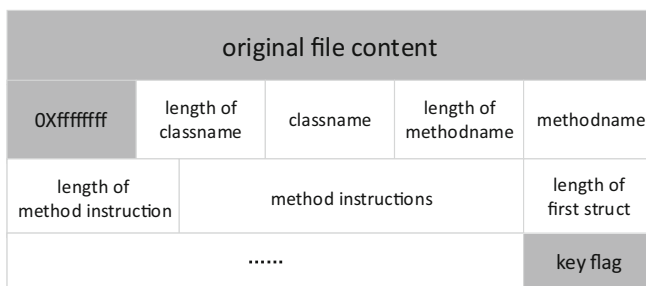 original file content
0Xffffffff
length of
classname
classname
length of
methodname
methodname
length of
method instruction
method instructions
length of
first struct
......
key flag